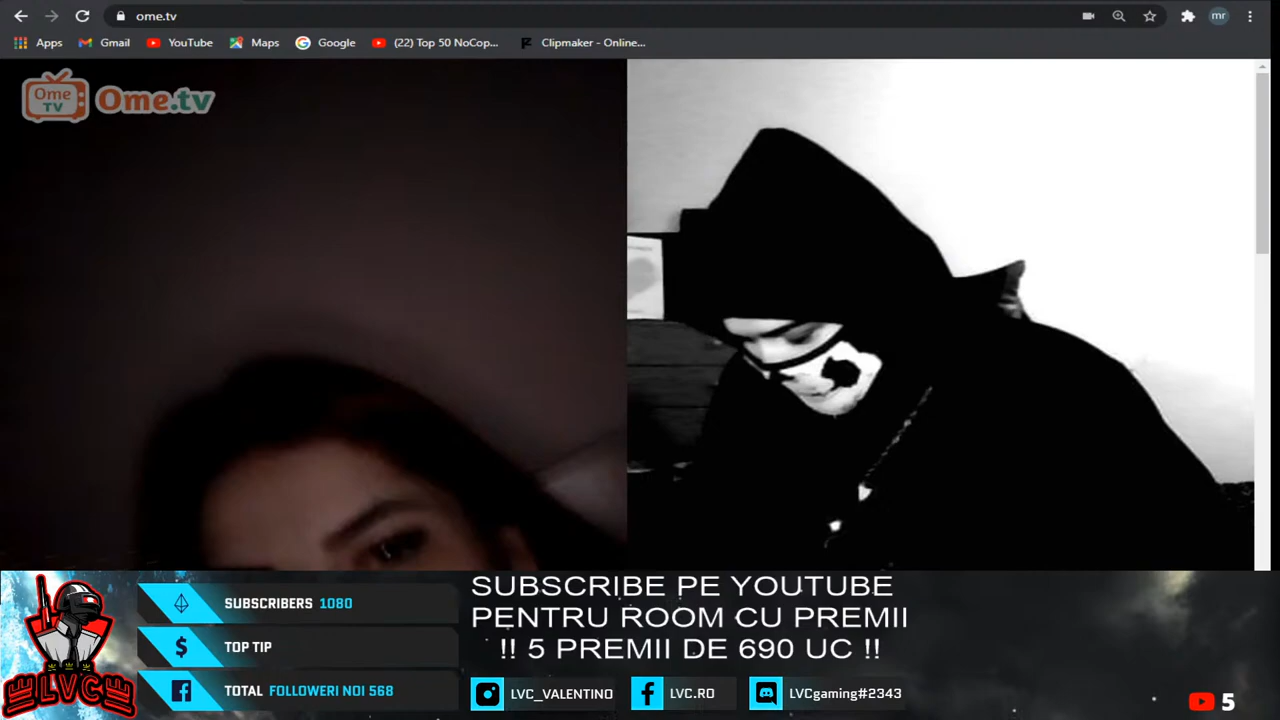 ome.tv
mr
Apps
Gmail
YouTube
Maps
Google
(22) Top 50 NoCop...
Clipmaker - Online...
Ome TV
Ome.tv
SUBSCRIBERS 1080
TOP TIP
TOTAL FOLLOWERI NOI 568
SUBSCRIBE PE YOUTUBE
PENTRU ROOM CU PREMII
!! 5 PREMII DE 690 UC !!
LVC
LVC_VALENTINO
LVC.RO
LVCgaming#2343
5